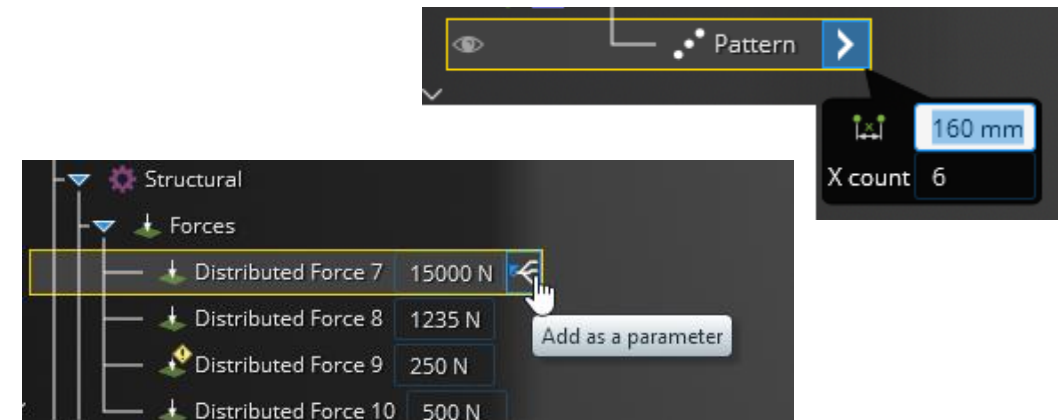 Pattern
160 mm
X count 6
Structural
Forces
Distributed Force 7 15000 N
Distributed Force 8 1235 N
Add as a parameter
Distributed Force 9 250 N
Distributed Force 10 500 N